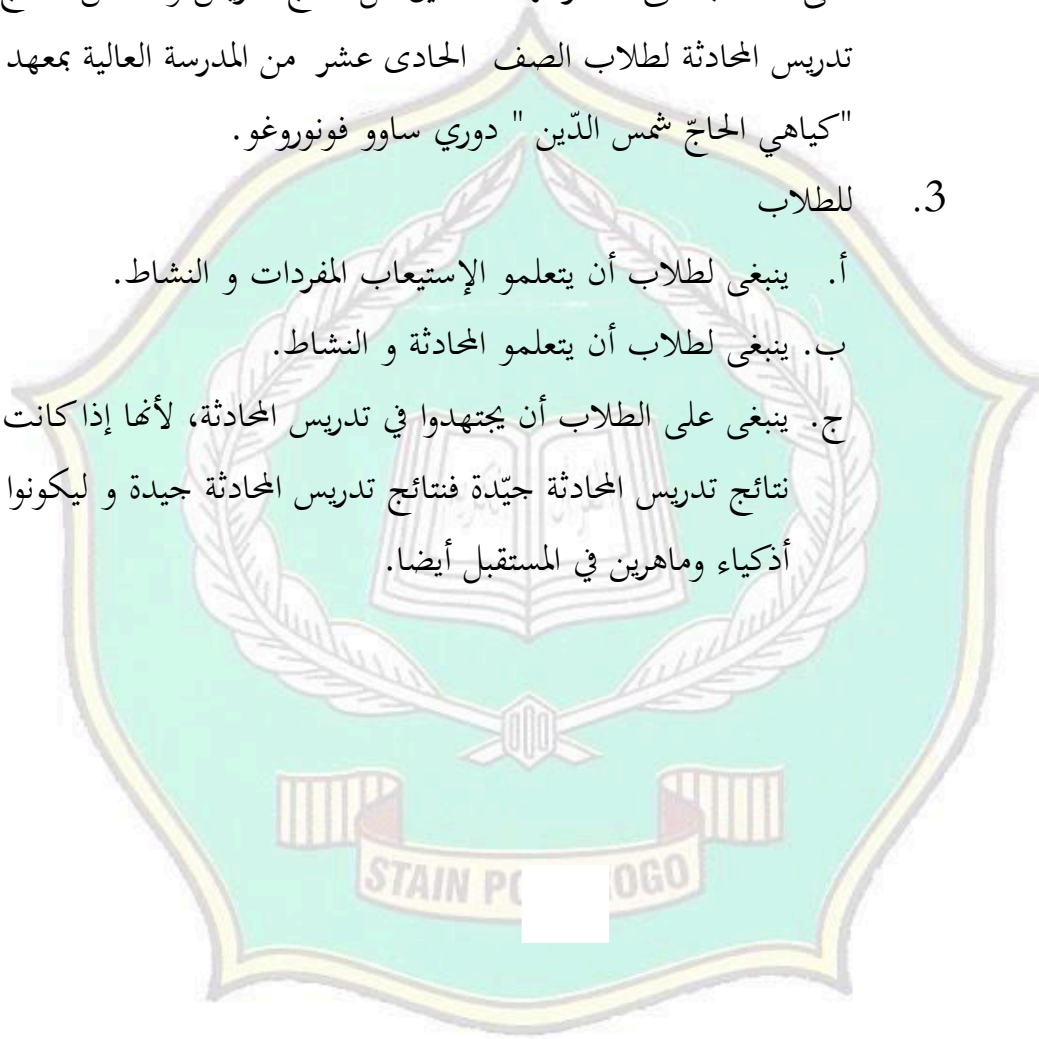 تدريس المحادثة لطلاب الصف الحادى عشر من المدرسة العالية بمعهد
"كياهي الحاجّ شمس الدّين " دوري ساوو فونوروغو.
3. للطلاب
أ. ينبغى لطلاب أن يتعلمو الإستيعاب المفردات و النشاط.
ب. ينبغى لطلاب أن يتعلمو المحادثة و النشاط.
ج. ينبغى على الطلاب أن يجتهدوا في تدريس المحادثة، لأنها إذا كانت
نتائج تدريس المحادثة جيّدة فنتائج تدريس المحادثة جيدة و ليكونوا
أذكياء وماهرين في المستقبل أيضا.
STAIN